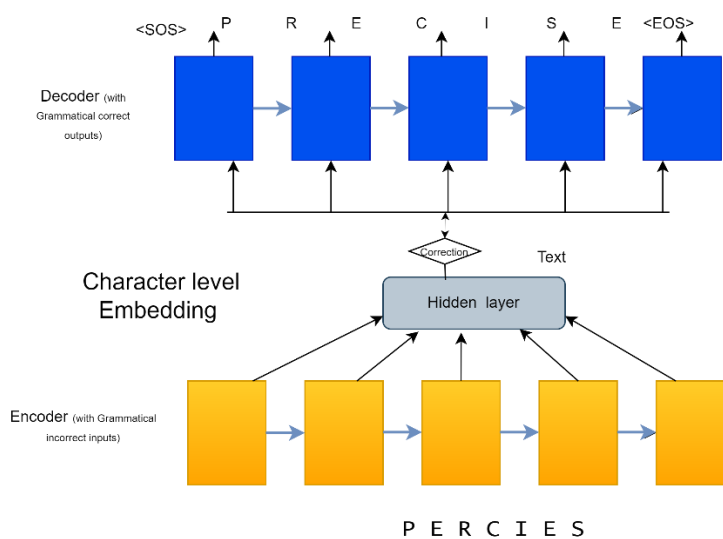 <SOS> P R E C I S E <EOS>
Decoder (with
Grammatical correct
outputs)
Correction
Text
Character level
Embedding
Hidden layer
Encoder (with Grammatical
incorrect inputs)
P E R C I E S